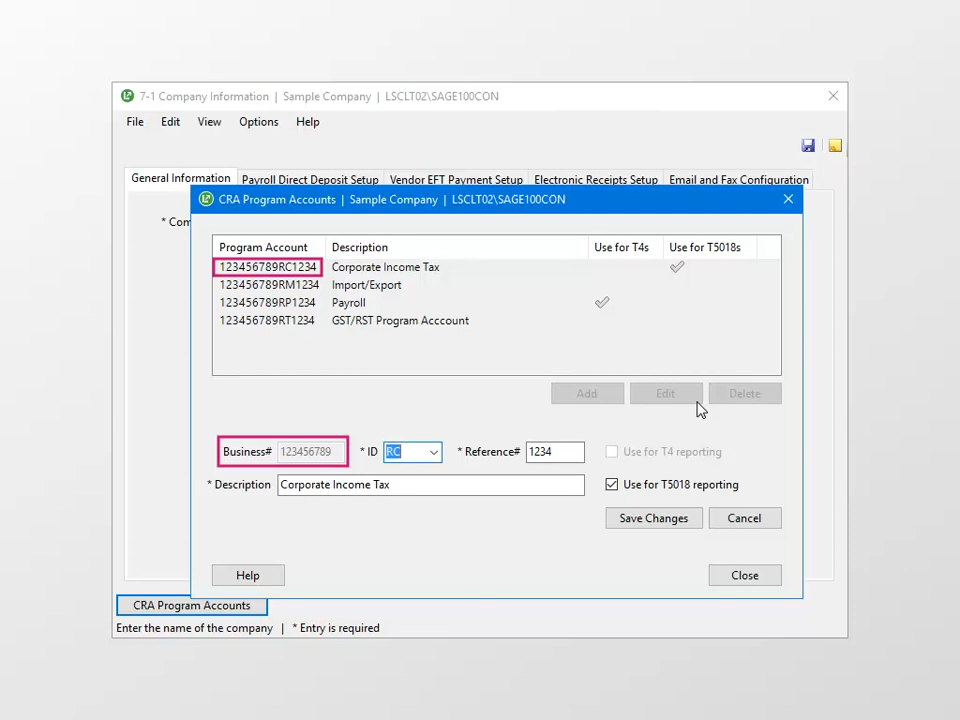 7-1 Company Information | Sample Company | LSCLT02\SAGE100CON
File Edit View Options Help
General Information Payroll Direct Deposit Setup Vendor EFT Payment Setup Electronic Receipts Setup Email and Fax Configuration
CRA Program Accounts | Sample Company | LSCLT02\SAGE100CON
* Com
Program Account Description Use for T4s Use for T5018s
123456789RC1234 Corporate Income Tax
123456789RM1234 Import/Export
123456789RP1234 Payroll
123456789RT1234 GST/RST Program Acccount
Add Edit Delete
Business# 123456789 * ID RC * Reference# 1234 Use for T4 reporting
* Description Corporate Income Tax Use for T5018 reporting
Save Changes Cancel
Help Close
CRA Program Accounts
Enter the name of the company | * Entry is required